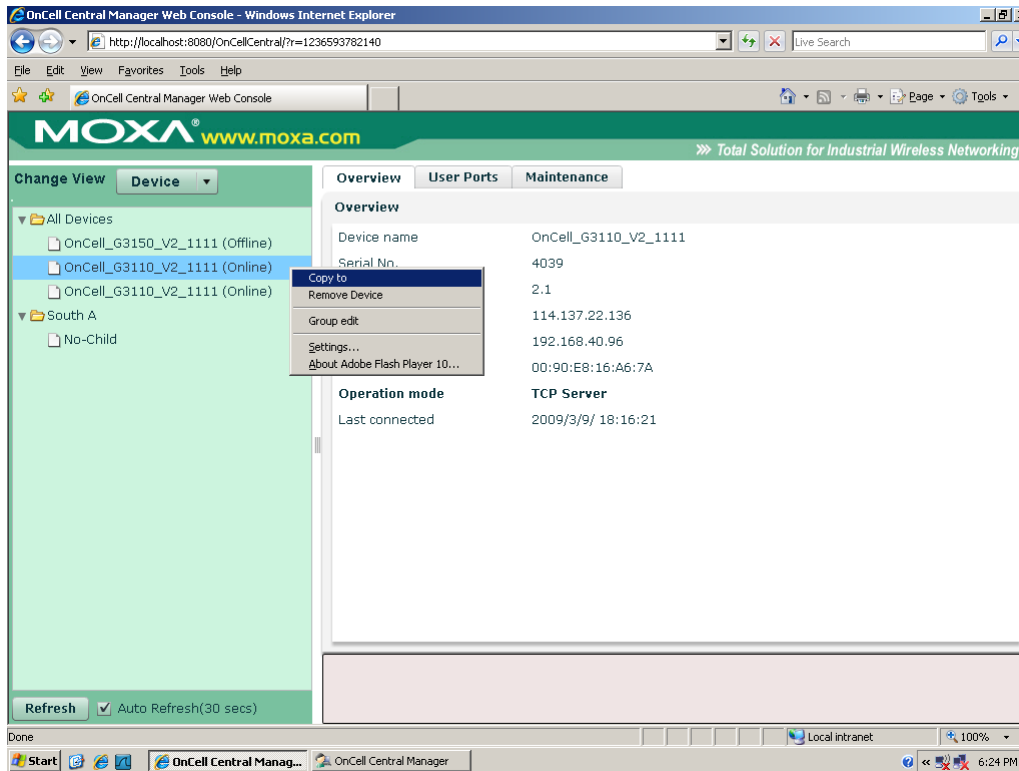 OnCell Central Manager Web Console - Windows Internet Explorer
http://localhost:8080/OnCellCentral/?r=1236593782140
Live Search
File Edit View Favorites Tools Help
OnCell Central Manager Web Console
Page Tools
MOXA® www.moxa.com
Total Solution for Industrial Wireless Networking
Change View Device
All Devices
OnCell_G3150_V2_1111 (Offline)
OnCell_G3110_V2_1111 (Online)
OnCell_G3110_V2_1111 (Online)
South A
No-Child
Overview User Ports Maintenance
Overview
Device name OnCell_G3110_V2_1111
Serial No. 4039
2.1
114.137.22.136
192.168.40.96
00:90:E8:16:A6:7A
Operation mode TCP Server
Last connected 2009/3/9/ 18:16:21
Copy to
Remove Device
Group edit
Settings...
About Adobe Flash Player 10...
Refresh Auto Refresh(30 secs)
Done
Local intranet
100%
Start
OnCell Central Manag...
OnCell Central Manager
6:24 PM